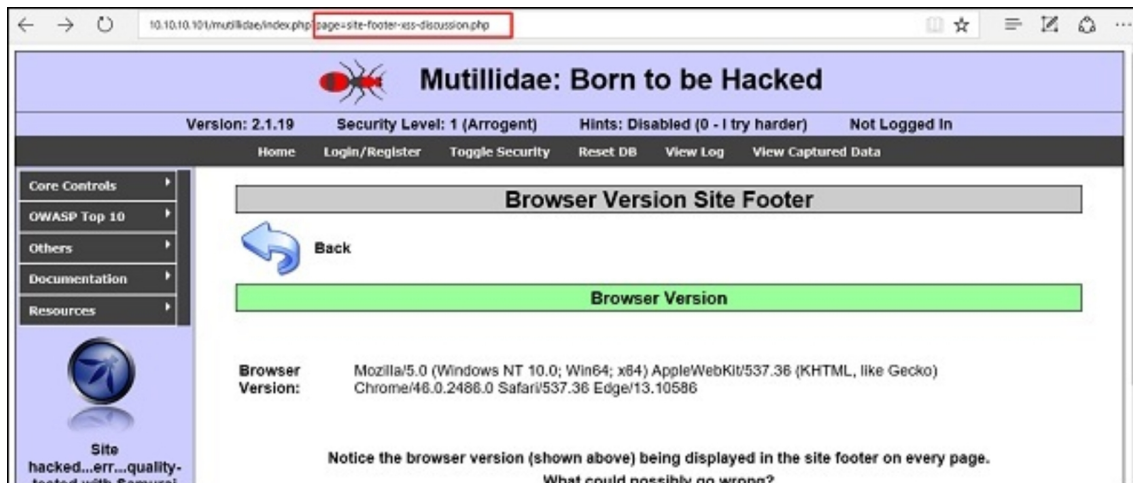 10.10.10.101/mutillidae/index.php?page=site-footer-xss-discussion.php
Mutillidae: Born to be Hacked
Version: 2.1.19 Security Level: 1 (Arrogent) Hints: Disabled (0 - I try harder) Not Logged In
Home Login/Register Toggle Security Reset DB View Log View Captured Data
Core Controls
OWASP Top 10
Others
Documentation
Resources
Site
hacked...err...quality-
tested with Samurai
Browser Version Site Footer
Back
Browser Version
Browser Version: Mozilla/5.0 (Windows NT 10.0; Win64; x64) AppleWebKit/537.36 (KHTML, like Gecko)
Chrome/46.0.2486.0 Safari/537.36 Edge/13.10586
Notice the browser version (shown above) being displayed in the site footer on every page.
What could possibly go wrong?